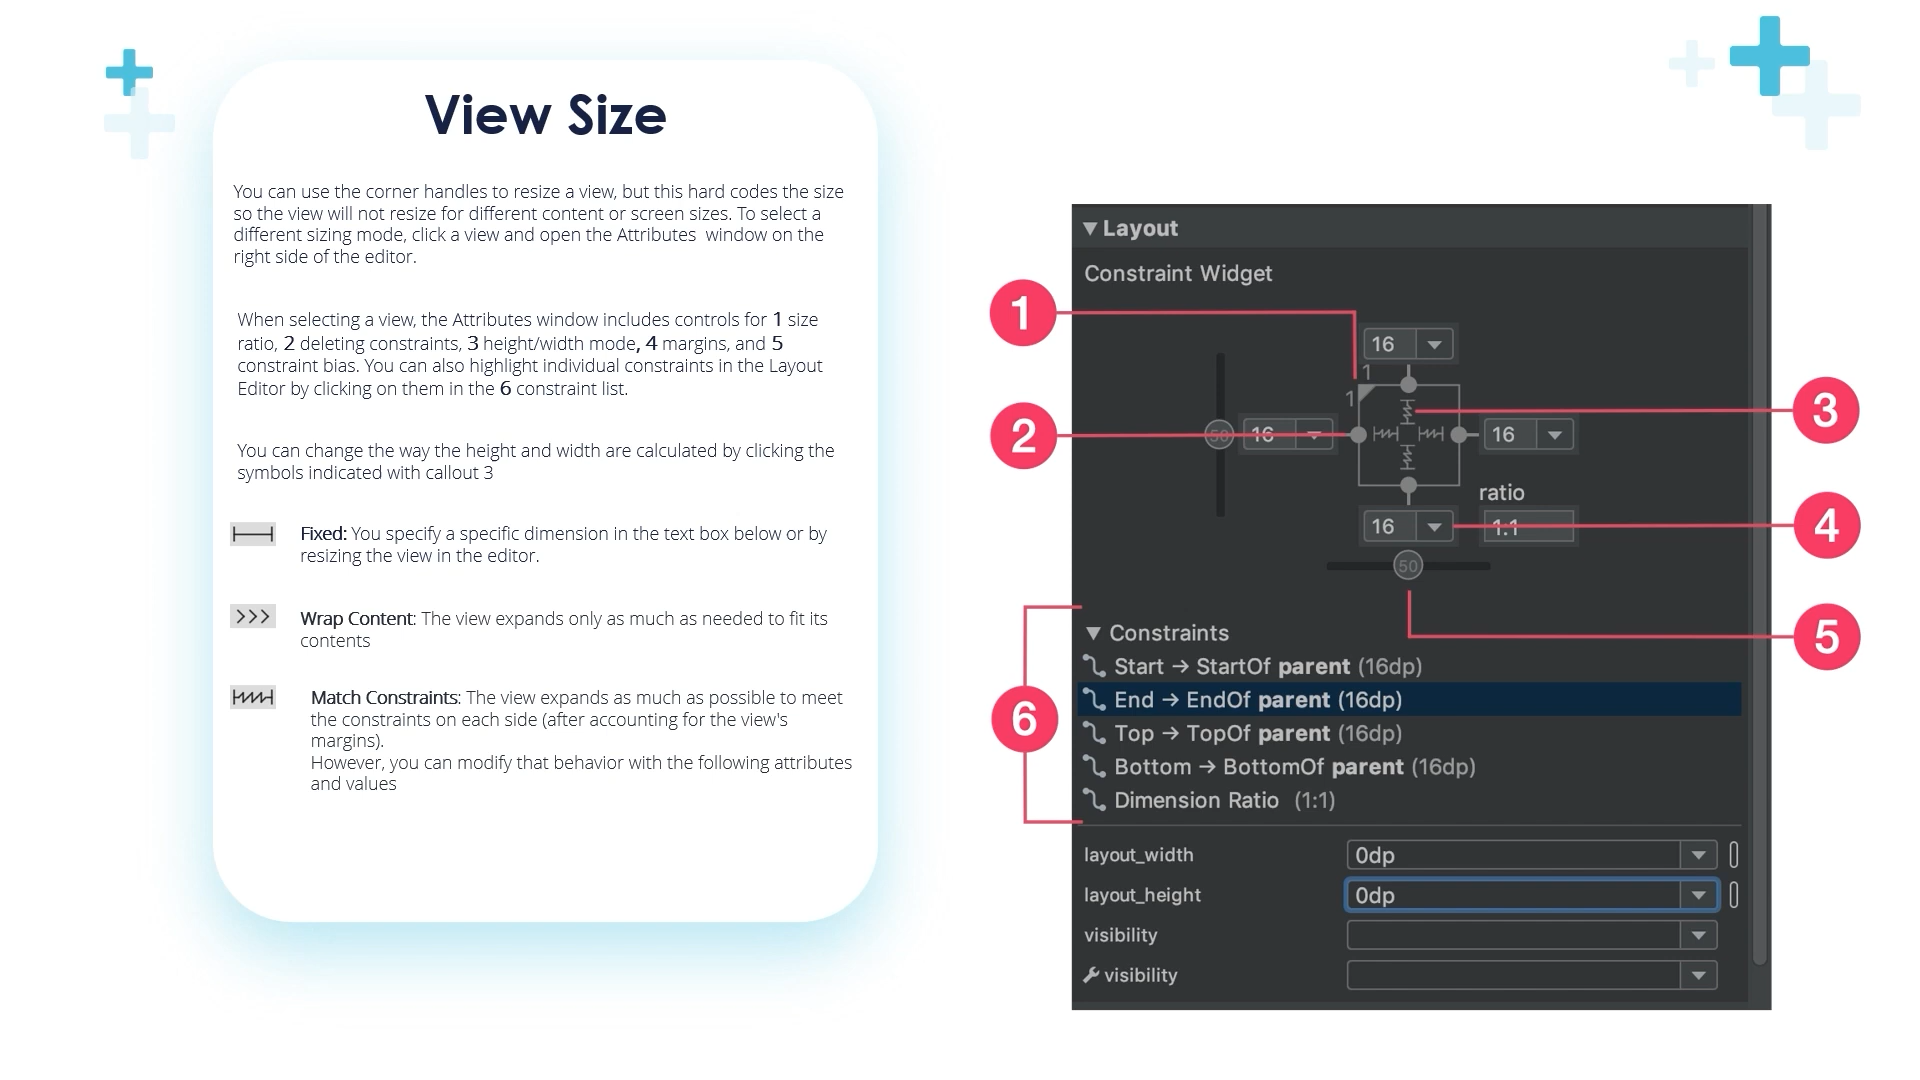 View Size
You can use the corner handles to resize a view, but this hard codes the size
so the view will not resize for different content or screen sizes. To select a
different sizing mode, click a view and open the Attributes  window on the
right side of the editor.
When selecting a view, the Attributes window includes controls for 1 size
ratio, 2 deleting constraints, 3 height/width mode, 4 margins, and 5
constraint bias. You can also highlight individual constraints in the Layout
Editor by clicking on them in the 6 constraint list.
You can change the way the height and width are calculated by clicking the
symbols indicated with callout 3
Fixed: You specify a specific dimension in the text box below or by
resizing the view in the editor.
Wrap Content: The view expands only as much as needed to fit its
contents
Match Constraints: The view expands as much as possible to meet
the constraints on each side (after accounting for the view's
margins).
However, you can modify that behavior with the following attributes
and values
Layout
Constraint Widget
1
16
1
1
3
2
50
16
16
ratio
16
1:1
4
50
5
6
Constraints
Start → StartOf parent (16dp)
End → EndOf parent (16dp)
Top → TopOf parent (16dp)
Bottom → BottomOf parent (16dp)
Dimension Ratio (1:1)
layout_width 0dp
layout_height 0dp
visibility
visibility